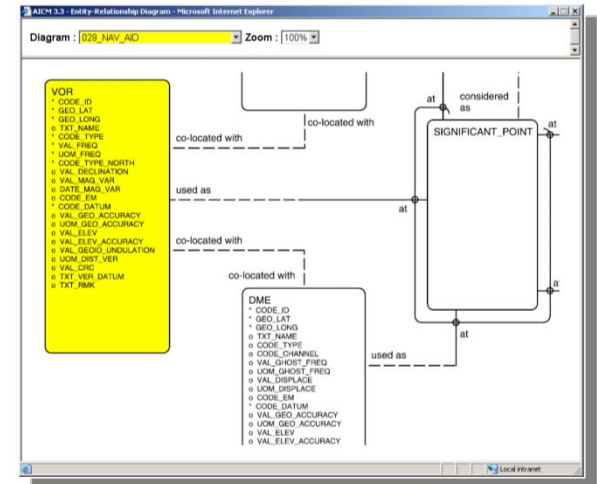 AICM 3.3 - Entity-Relationship Diagram - Microsoft Internet Explorer
Diagram : 029_NAV_AID Zoom : 100%
VOR
* CODE_ID
* GEO_LAT
* GEO_LONG
o TXT_NAME
* CODE_TYPE
* VAL_FREQ
* UOM_FREQ
* CODE_TYPE_NORTH
o VAL_DECLINATION
o VAL_MAG_VAR
o DATE_MAG_VAR
o CODE_EM
* CODE_DATUM
o VAL_GEO_ACCURACY
o UOM_GEO_ACCURACY
o VAL_ELEV
o VAL_ELEV_ACCURACY
o VAL_GEOID_UNDULATION
o UOM_DIST_VER
o VAL_CRC
o TXT_VER_DATUM
o TXT_RMK
co-located with
co-located with
used as
at
co-located with
co-located with
at
considered
as
SIGNIFICANT_POINT
at
a
at
DME
* CODE_ID
* GEO_LAT
* GEO_LONG
o TXT_NAME
o CODE_TYPE
o CODE_CHANNEL
o VAL_GHOST_FREQ
o UOM_GHOST_FREQ
o VAL_DISPLACE
o UOM_DISPLACE
o CODE_EM
* CODE_DATUM
o VAL_GEO_ACCURACY
o UOM_GEO_ACCURACY
o VAL_ELEV
o VAL_ELEV_ACCURACY
used as
Local intranet